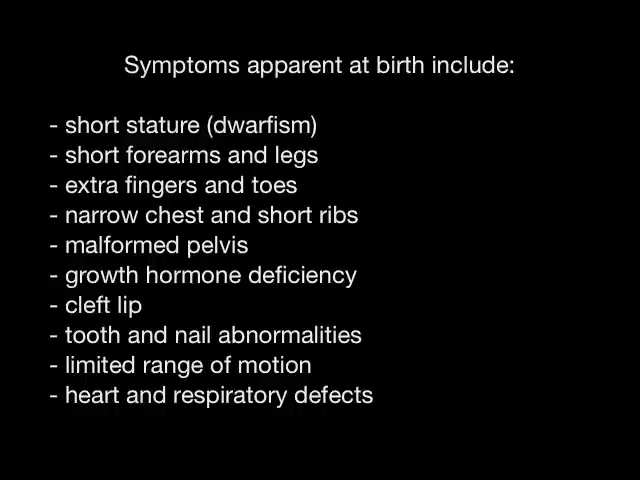 Symptoms apparent at birth include:
- short stature (dwarfism)
- short forearms and legs
- extra fingers and toes
- narrow chest and short ribs
- malformed pelvis
- growth hormone deficiency
- cleft lip
- tooth and nail abnormalities
- limited range of motion
- heart and respiratory defects